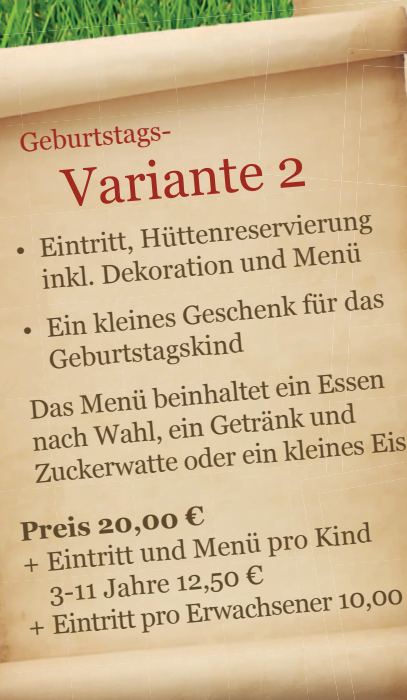 Geburtstags-
Variante 2
• Eintritt, Hüttenreservierung
inkl. Dekoration und Menü
• Ein kleines Geschenk für das
Geburtstagskind
Das Menü beinhaltet ein Essen
nach Wahl, ein Getränk und
Zuckerwatte oder ein kleines Eis
Preis 20,00 €
+ Eintritt und Menü pro Kind
3-11 Jahre 12,50 €
+ Eintritt pro Erwachsener 10,00